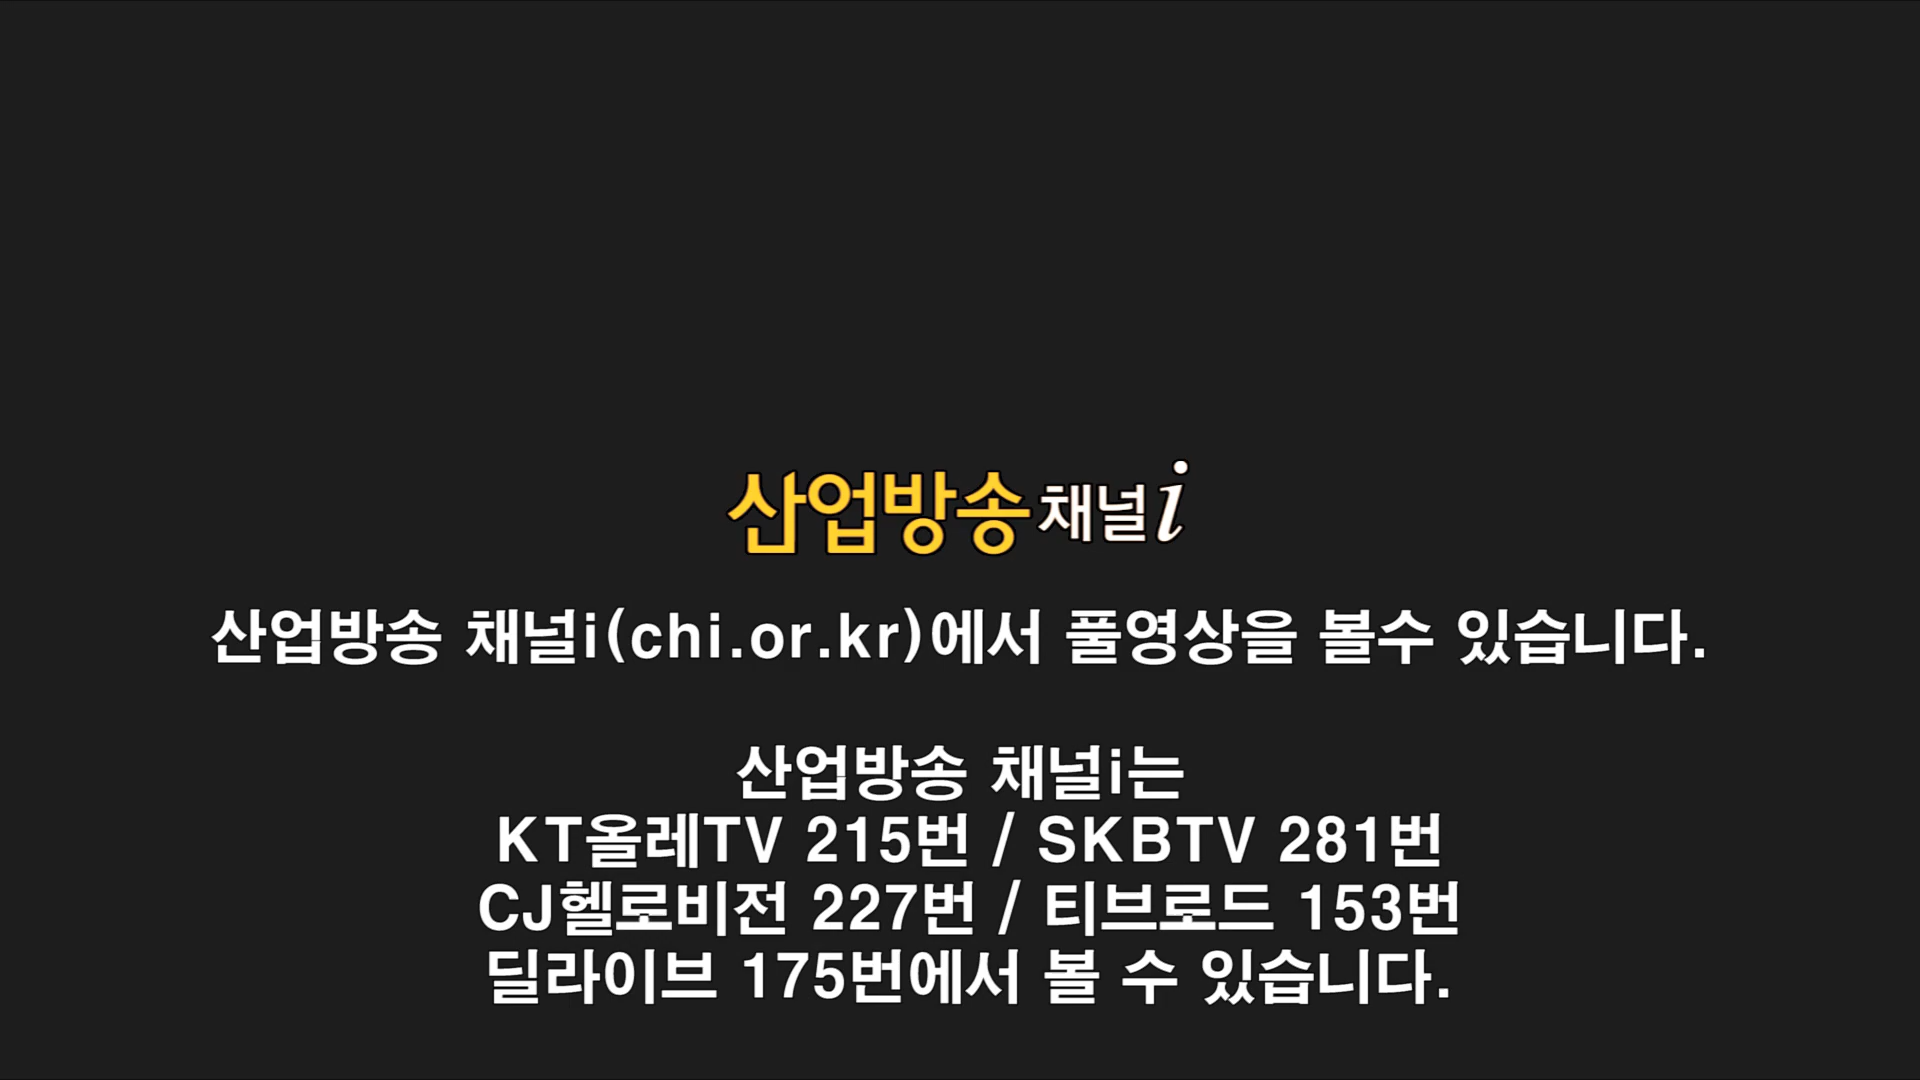 산업방송 채널i
산업방송 채널i(chi.or.kr)에서 풀영상을 볼수 있습니다.
산업방송 채널i는
KT올레TV 215번 / SKBTV 281번
CJ헬로비전 227번 / 티브로드 153번
딜라이브 175번에서 볼 수 있습니다.